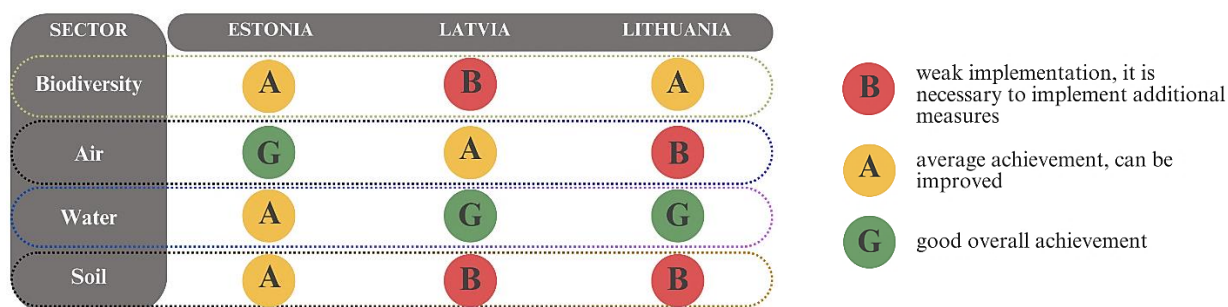 SECTOR ESTONIA LATVIA LITHUANIA
Biodiversity A B A
Air G A B
Water A G G
Soil A B B
B weak implementation, it is
necessary to implement additional
measures
A average achievement, can be
improved
G good overall achievement